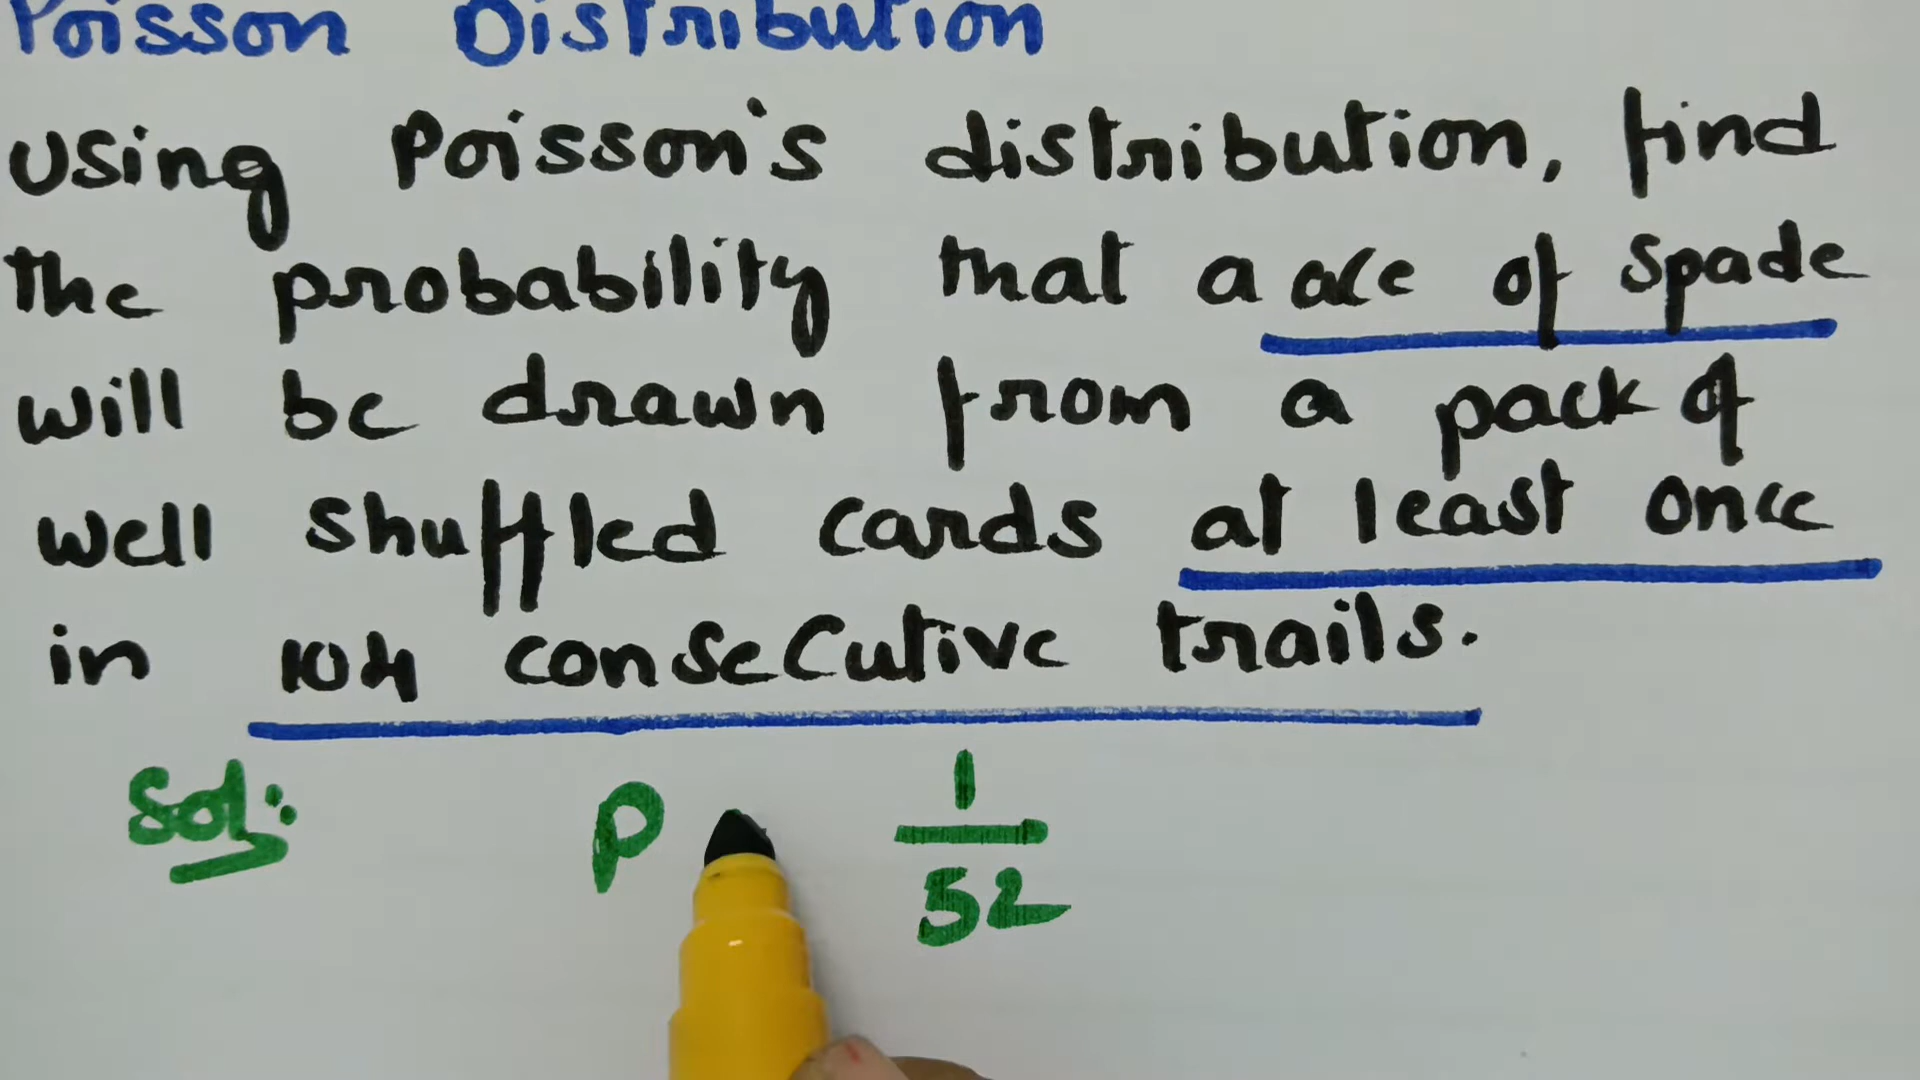 Poisson Distribution
Using Poisson's distribution, find
the probability that a ace of spade
will be drawn from a pack of
well shuffled cards at least once
in 104 consecutive trails.
Sol: P 1
52